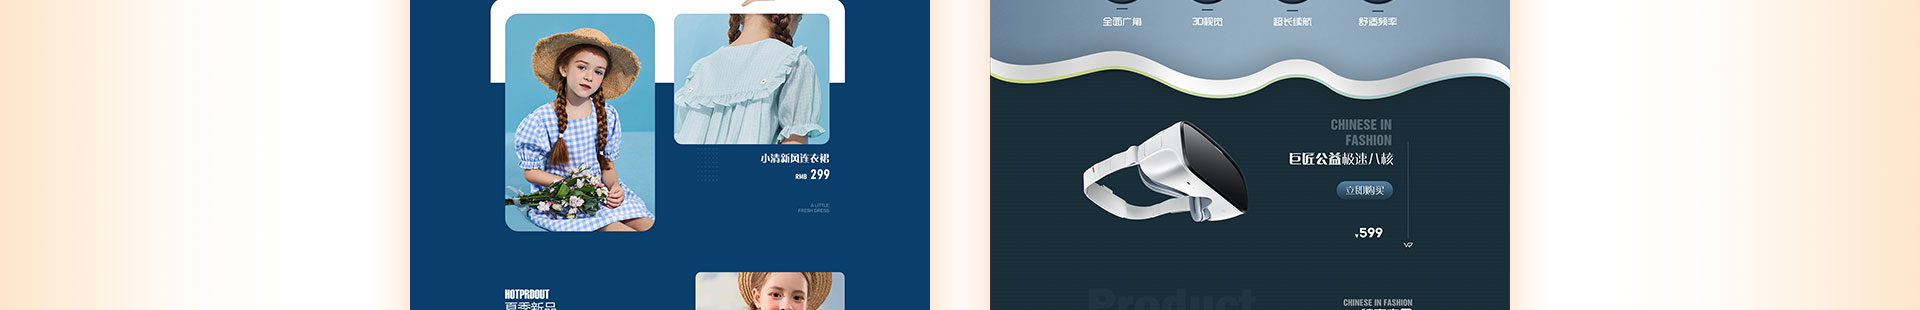 小清新风连衣裙
RMB 299
A LITTLE
FRESH DRESS
HOTPRDOUT
夏季新品
全面广角
3D视觉
超长续航
舒适频率
CHINESE IN
FASHION
巨匠公益极速八核
立即购买
¥599
VR
Product
CHINESE IN FASHION